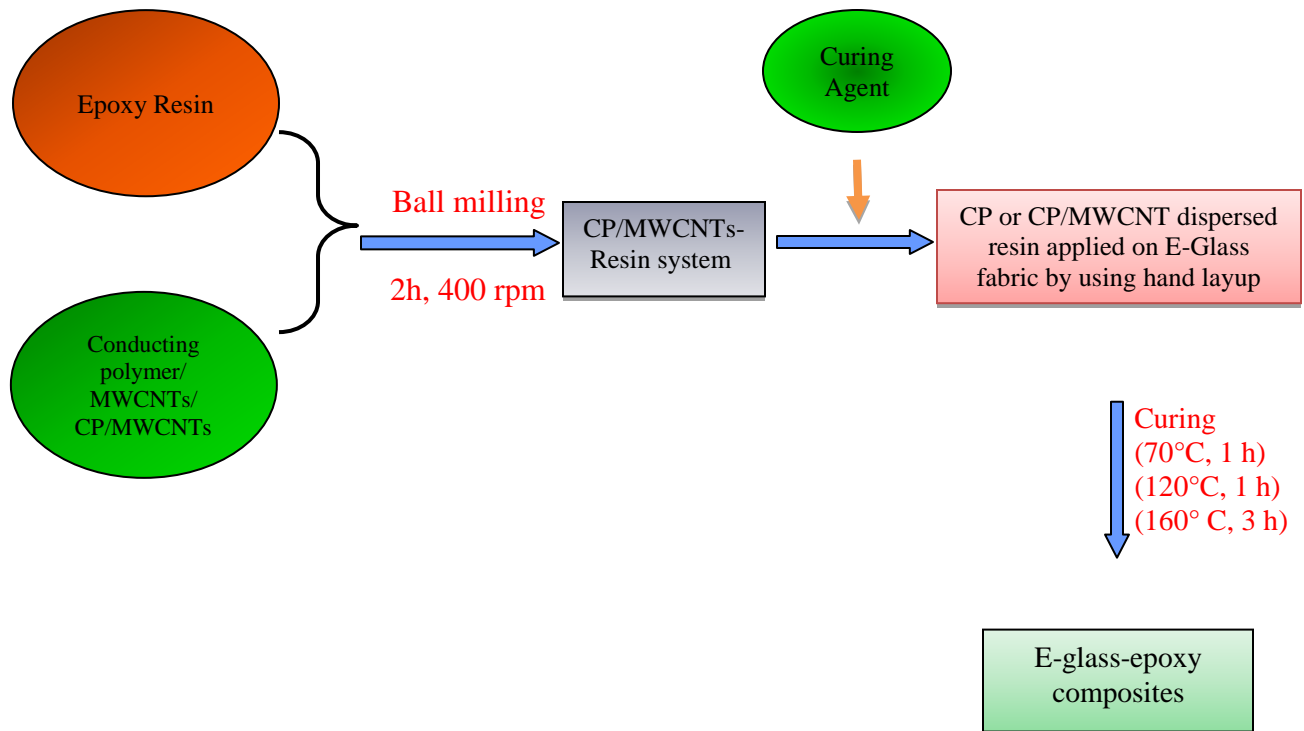 Epoxy Resin
Conducting
polymer/
MWCNTs/
CP/MWCNTs
Ball milling
2h, 400 rpm
CP/MWCNTs-
Resin system
Curing
Agent
CP or CP/MWCNT dispersed
resin applied on E-Glass
fabric by using hand layup
Curing
(70°C, 1 h)
(120°C, 1 h)
(160° C, 3 h)
E-glass-epoxy
composites